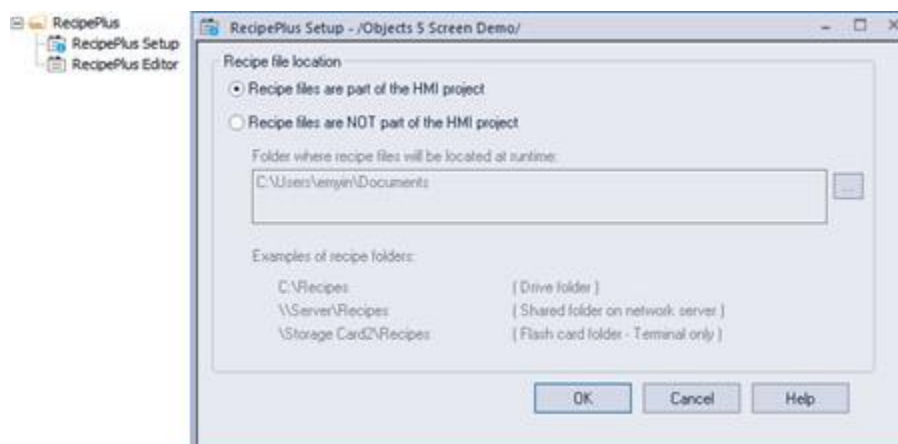 RecipePlus
RecipePlus Setup
RecipePlus Editor
RecipePlus Setup - /Objects 5 Screen Demo/
Recipe file location
Recipe files are part of the HMI project
Recipe files are NOT part of the HMI project
Folder where recipe files will be located at runtime:
C:\Users\emyin\Documents
...
Examples of recipe folders:
C:\Recipes ( Drive folder )
\\Server\Recipes ( Shared folder on network server )
\Storage Card2\Recipes ( Flash card folder - Terminal only )
OK Cancel Help